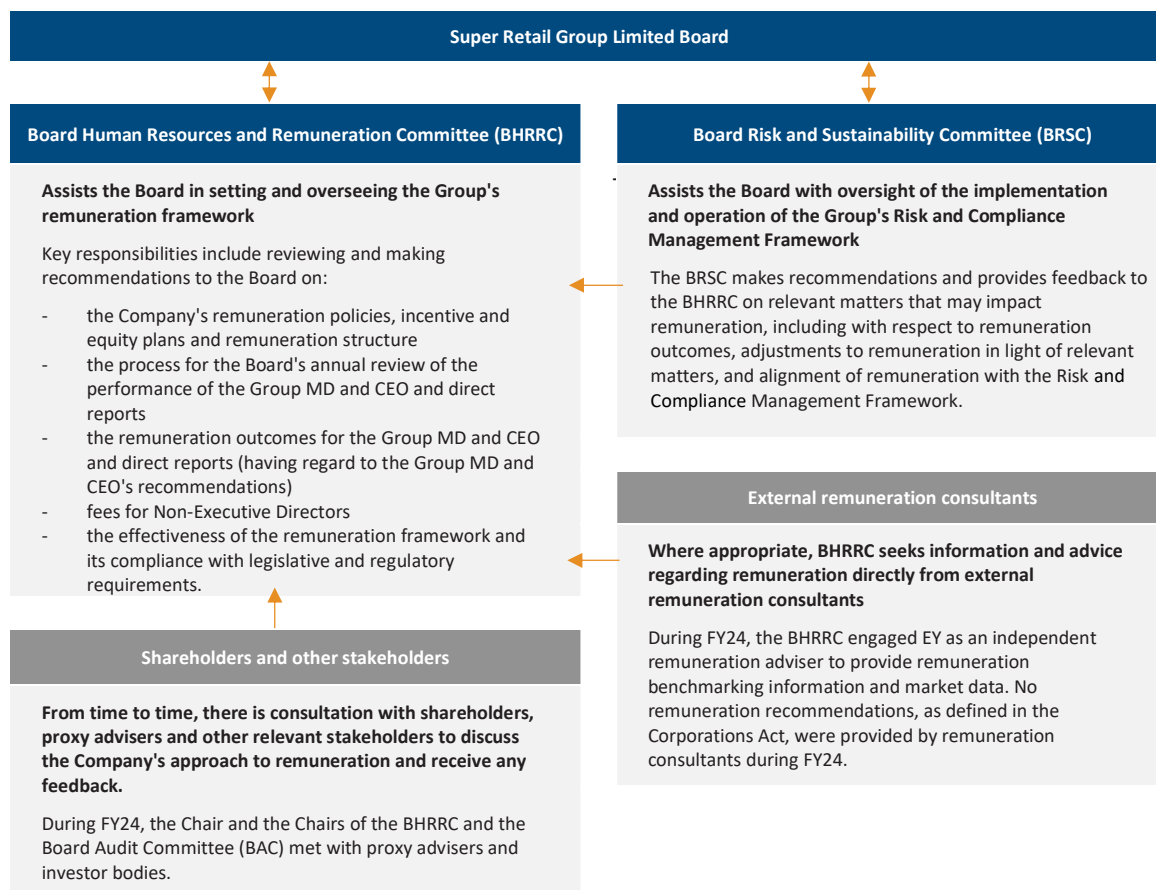 Super Retail Group Limited Board
Board Human Resources and Remuneration Committee (BHRRC)
Assists the Board in setting and overseeing the Group's
remuneration framework
Key responsibilities include reviewing and making
recommendations to the Board on:
- the Company's remuneration policies, incentive and
equity plans and remuneration structure
- the process for the Board's annual review of the
performance of the Group MD and CEO and direct
reports
- the remuneration outcomes for the Group MD and CEO
and direct reports (having regard to the Group MD and
CEO's recommendations)
- fees for Non-Executive Directors
- the effectiveness of the remuneration framework and
its compliance with legislative and regulatory
requirements.
Board Risk and Sustainability Committee (BRSC)
Assists the Board with oversight of the implementation
and operation of the Group's Risk and Compliance
Management Framework
The BRSC makes recommendations and provides feedback to
the BHRRC on relevant matters that may impact
remuneration, including with respect to remuneration
outcomes, adjustments to remuneration in light of relevant
matters, and alignment of remuneration with the Risk and
Compliance Management Framework.
Shareholders and other stakeholders
From time to time, there is consultation with shareholders,
proxy advisers and other relevant stakeholders to discuss
the Company's approach to remuneration and receive any
feedback.
During FY24, the Chair and the Chairs of the BHRRC and the
Board Audit Committee (BAC) met with proxy advisers and
investor bodies.
External remuneration consultants
Where appropriate, BHRRC seeks information and advice
regarding remuneration directly from external
remuneration consultants
During FY24, the BHRRC engaged EY as an independent
remuneration adviser to provide remuneration
benchmarking information and market data. No
remuneration recommendations, as defined in the
Corporations Act, were provided by remuneration
consultants during FY24.